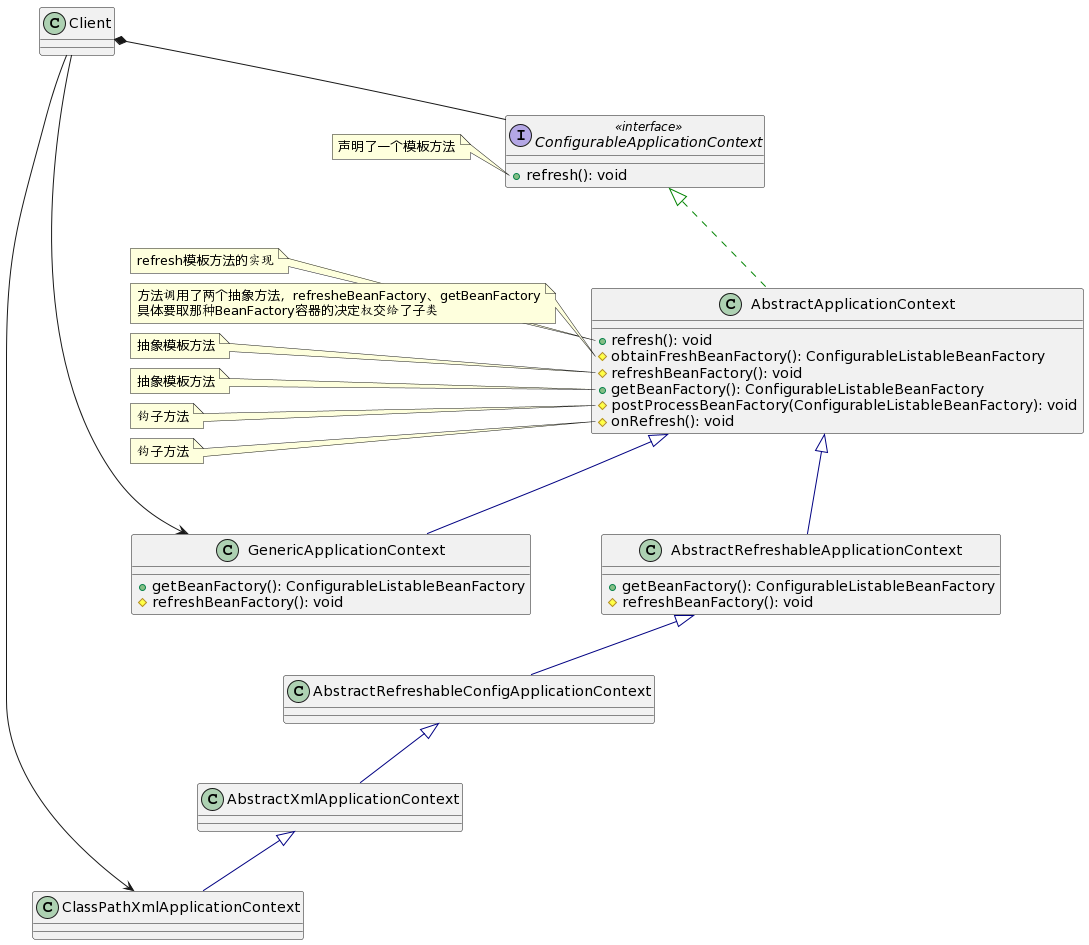 Client
«interface»
ConfigurableApplicationContext
声明了一个模板方法
refresh(): void
refresh模板方法的实现
方法调用了两个抽象方法，refresheBeanFactory、getBeanFactory
具体要取那种BeanFactory容器的决定权交给了子类
抽象模板方法
抽象模板方法
钩子方法
钩子方法
AbstractApplicationContext
refresh(): void
obtainFreshBeanFactory(): ConfigurableListableBeanFactory
refreshBeanFactory(): void
getBeanFactory(): ConfigurableListableBeanFactory
postProcessBeanFactory(ConfigurableListableBeanFactory): void
onRefresh(): void
GenericApplicationContext
getBeanFactory(): ConfigurableListableBeanFactory
refreshBeanFactory(): void
AbstractRefreshableApplicationContext
getBeanFactory(): ConfigurableListableBeanFactory
refreshBeanFactory(): void
AbstractRefreshableConfigApplicationContext
AbstractXmlApplicationContext
ClassPathXmlApplicationContext